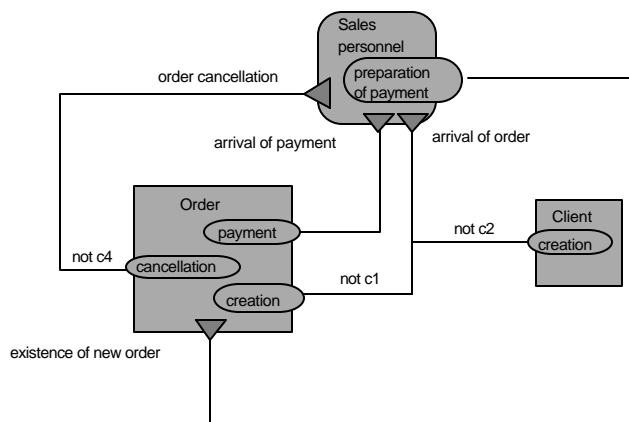 Sales
personnel
preparation
of payment
order cancellation
arrival of payment
arrival of order
Order
payment
Client
not c2
creation
not c4
cancellation
not c1
creation
existence of new order